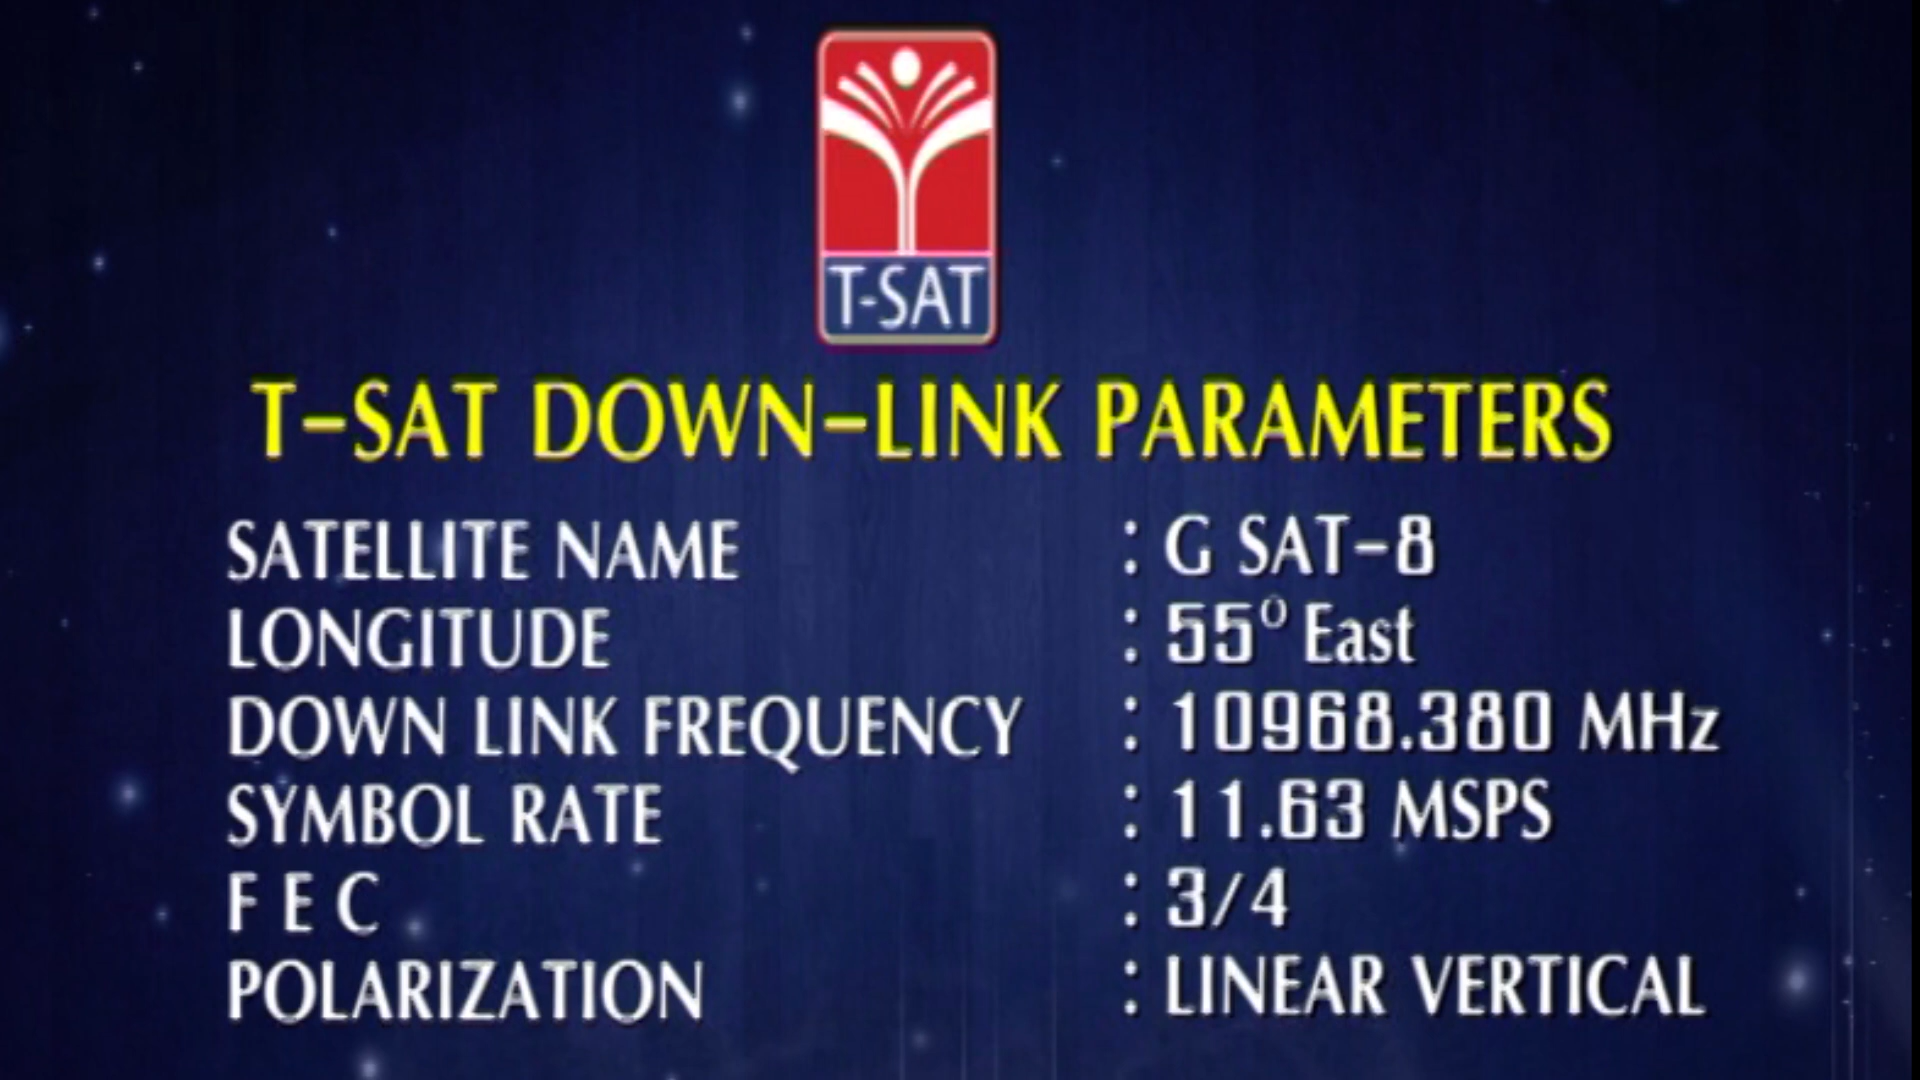 T-SAT
T-SAT DOWN-LINK PARAMETERS
SATELLITE NAME : G SAT-8
LONGITUDE : 55° East
DOWN LINK FREQUENCY : 10968.380 MHz
SYMBOL RATE : 11.63 MSPS
F E C : 3/4
POLARIZATION : LINEAR VERTICAL